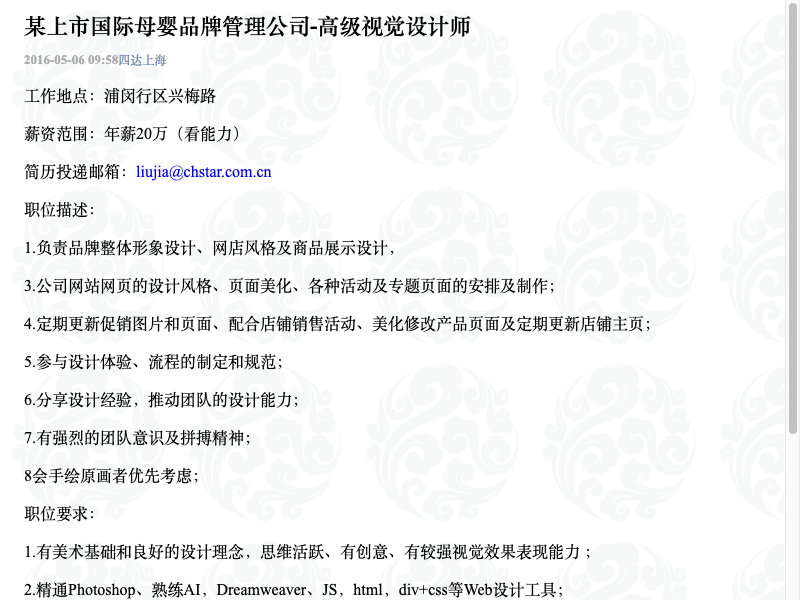 某上市国际母婴品牌管理公司-高级视觉设计师
2016-05-06 09:58四达上海
工作地点：浦闵行区兴梅路
薪资范围：年薪20万（看能力）
简历投递邮箱：liujia@chstar.com.cn
职位描述：
1.负责品牌整体形象设计、网店风格及商品展示设计，
3.公司网站网页的设计风格、页面美化、各种活动及专题页面的安排及制作；
4.定期更新促销图片和页面、配合店铺销售活动、美化修改产品页面及定期更新店铺主页；
5.参与设计体验、流程的制定和规范；
6.分享设计经验，推动团队的设计能力；
7.有强烈的团队意识及拼搏精神；
8会手绘原画者优先考虑；
职位要求：
1.有美术基础和良好的设计理念，思维活跃、有创意、有较强视觉效果表现能力 ；
2.精通Photoshop、熟练AI，Dreamweaver、JS，html，div+css等Web设计工具；